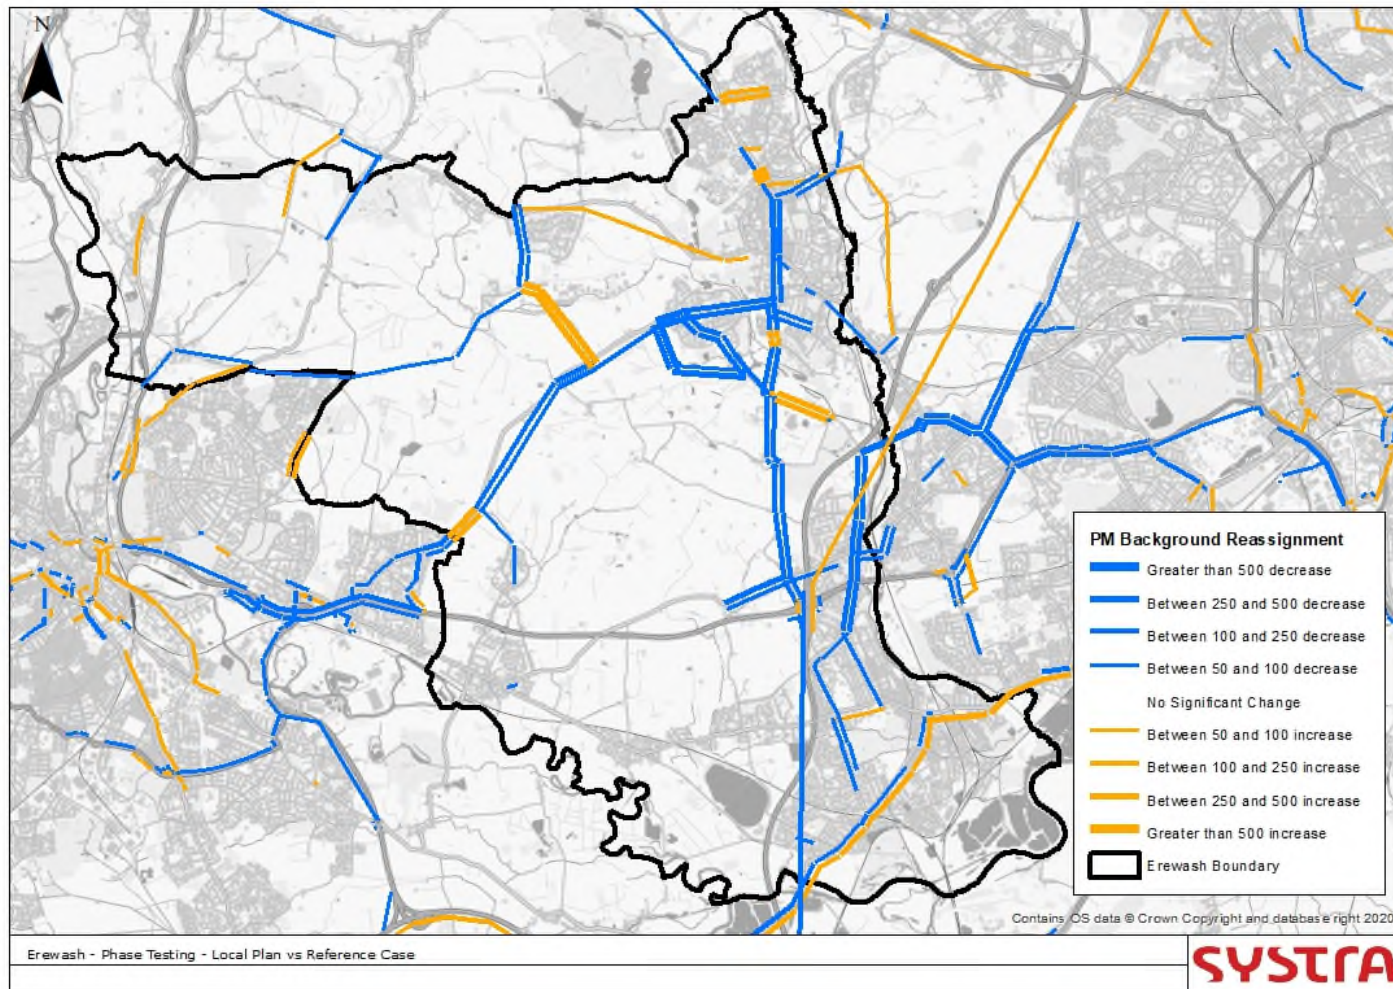 N
PM Background Reassignment
Greater than 500 decrease
Between 250 and 500 decrease
Between 100 and 250 decrease
Between 50 and 100 decrease
No Significant Change
Between 50 and 100 increase
Between 100 and 250 increase
Between 250 and 500 increase
Greater than 500 increase
Erewash Boundary
Contains OS data © Crown Copyright and database right 2020
Erewash - Phase Testing - Local Plan vs Reference Case
SYSTRA